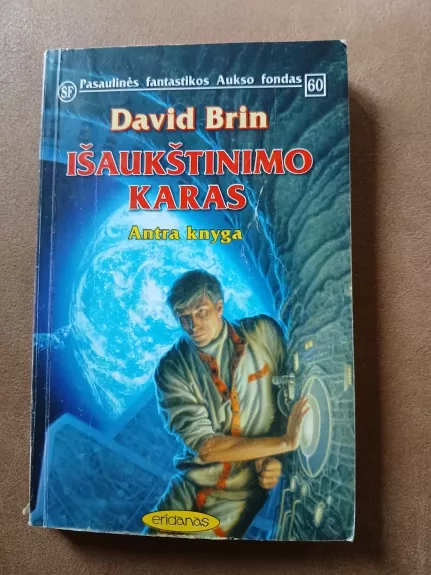 SF Pasaulinės fantastikos Aukso fondas 60
David Brin
IŠAUKŠTINIMO
KARAS
Antra knyga
eridanas